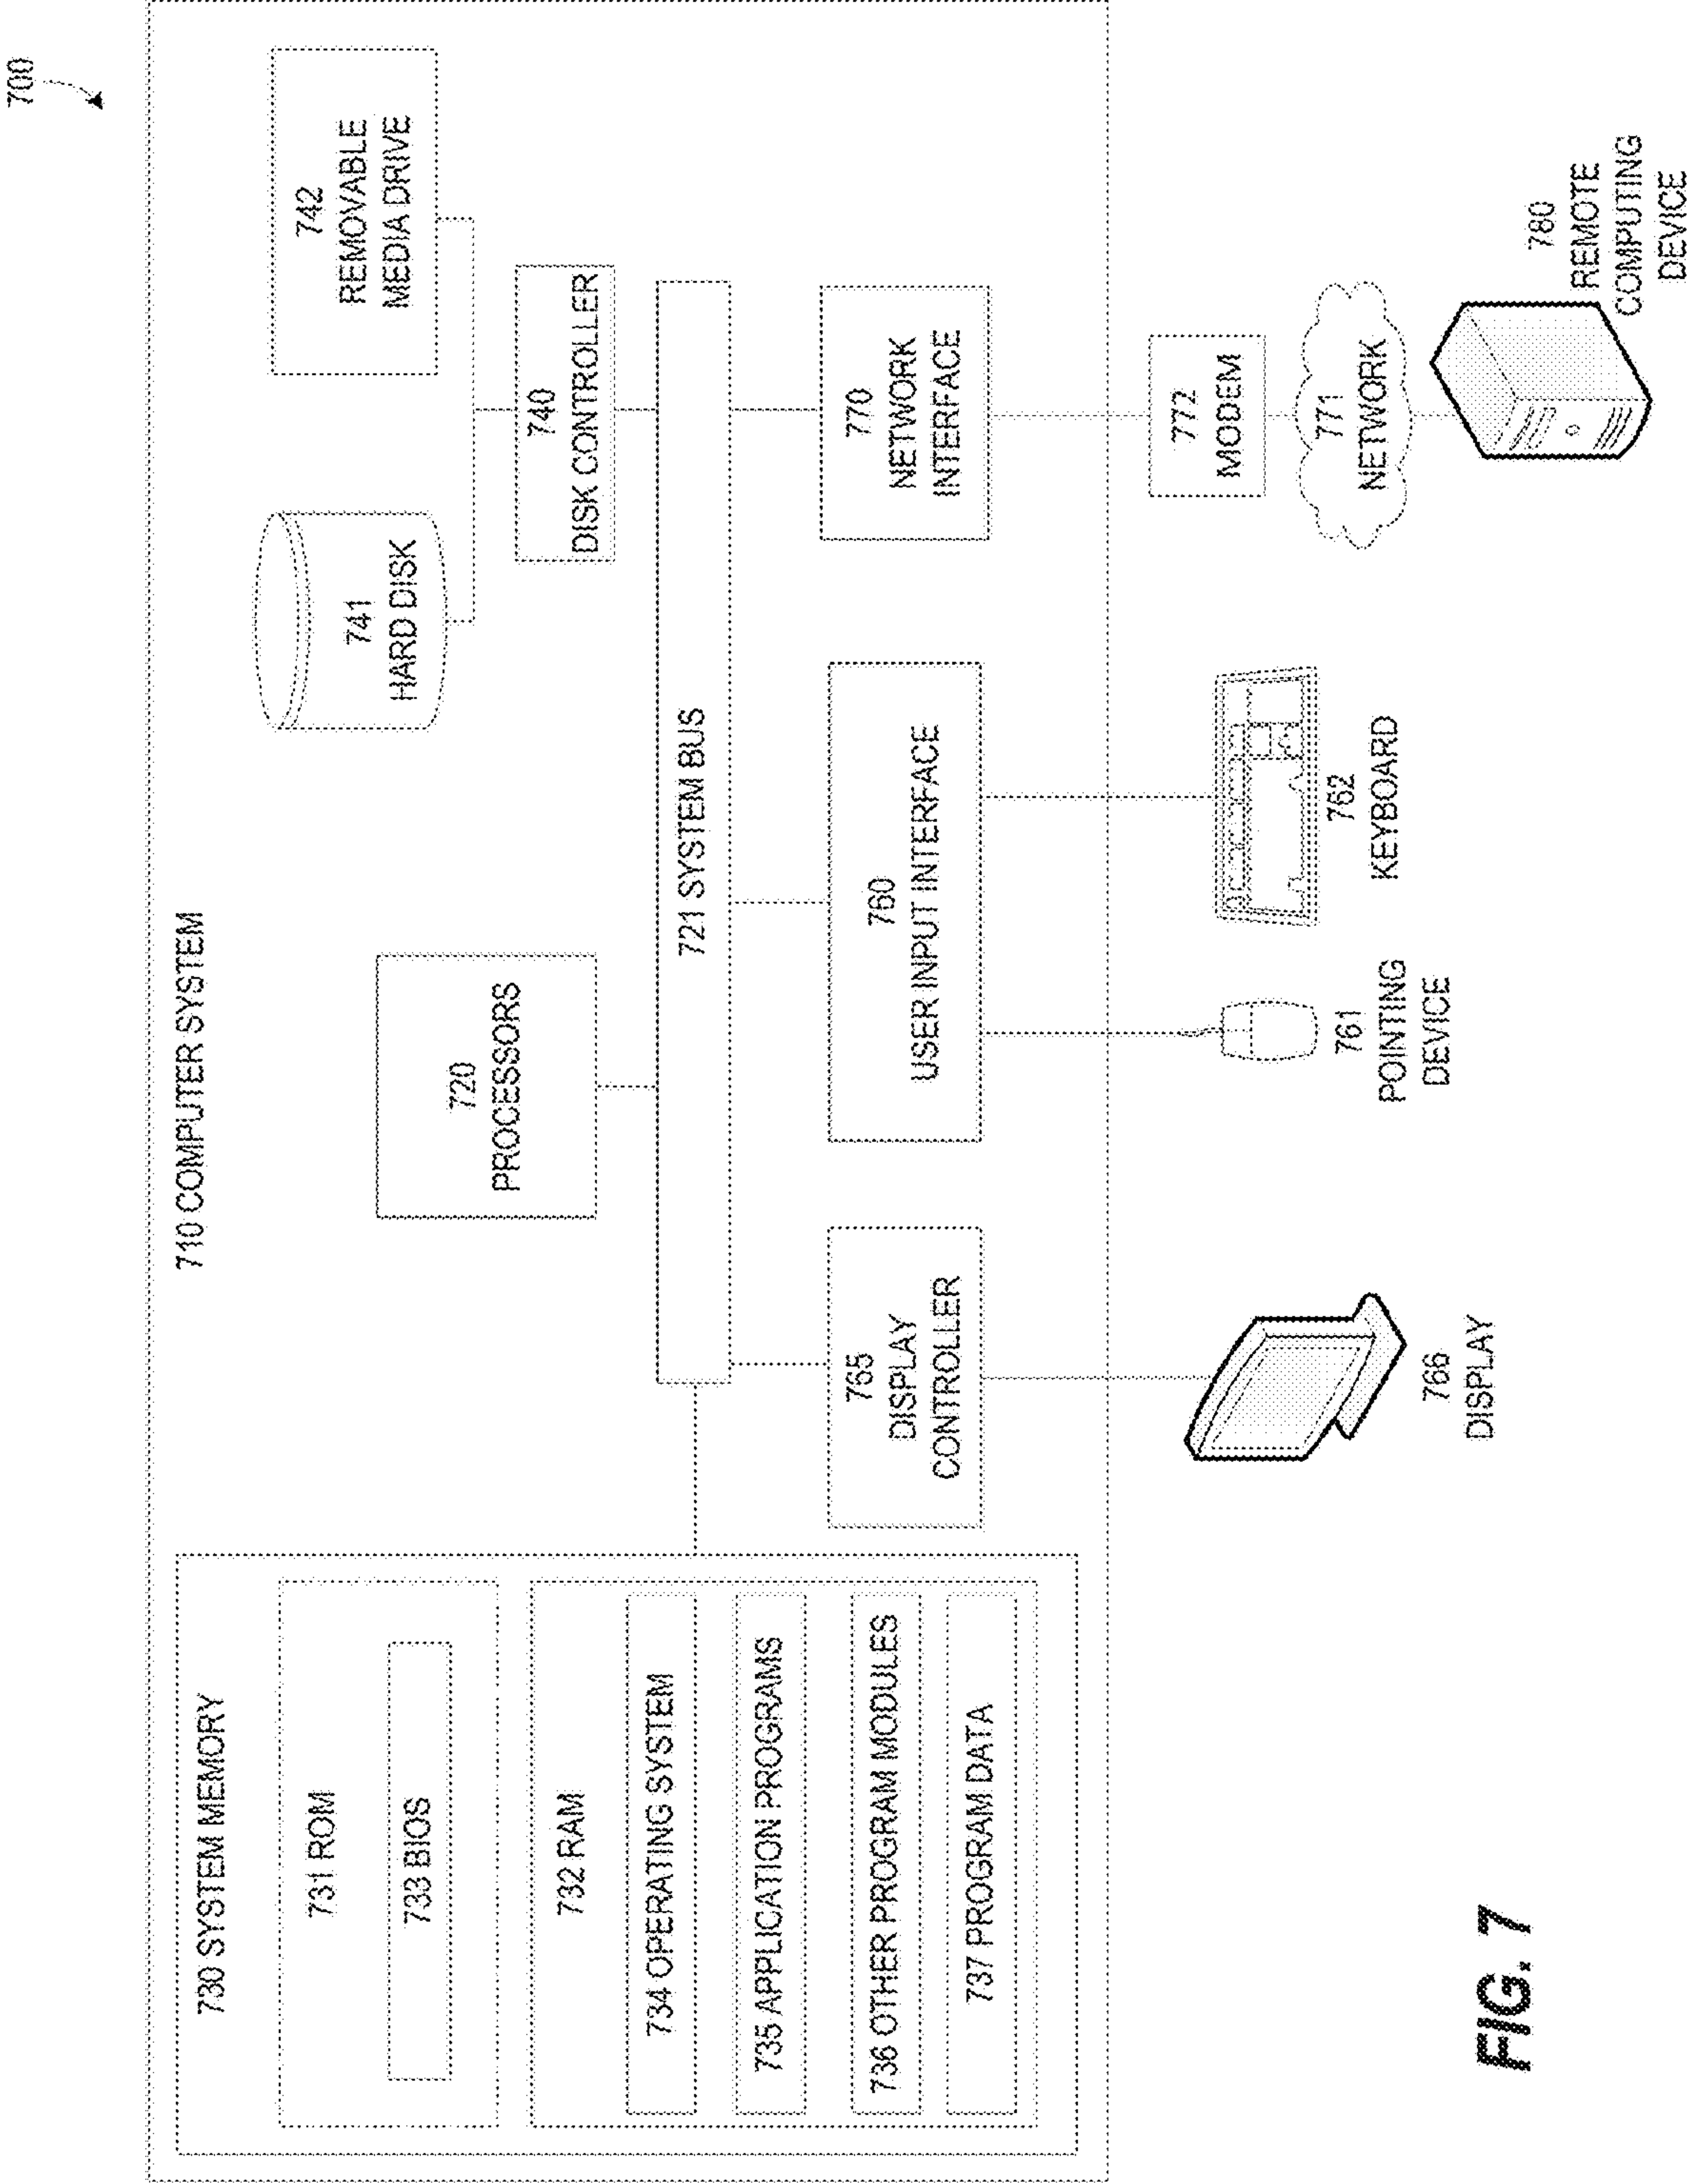 700
710 COMPUTER SYSTEM
730 SYSTEM MEMORY
731 ROM
733 BIOS
732 RAM
734 OPERATING SYSTEM
735 APPLICATION PROGRAMS
736 OTHER PROGRAM MODULES
737 PROGRAM DATA
720
PROCESSORS
741
HARD DISK
742
REMOVABLE
MEDIA DRIVE
740
DISK CONTROLLER
721 SYSTEM BUS
765
DISPLAY
CONTROLLER
760
USER INPUT INTERFACE
770
NETWORK
INTERFACE
766
DISPLAY
761
POINTING
DEVICE
762
KEYBOARD
772
MODEM
771
NETWORK
780
REMOTE
COMPUTING
DEVICE
FIG. 7